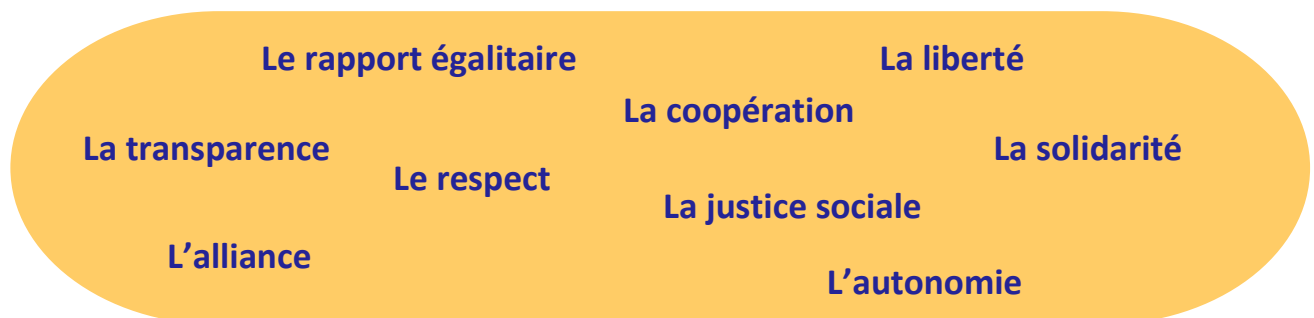 Le rapport égalitaire
La liberté
La coopération
La transparence
La solidarité
Le respect
La justice sociale
L’alliance
L’autonomie